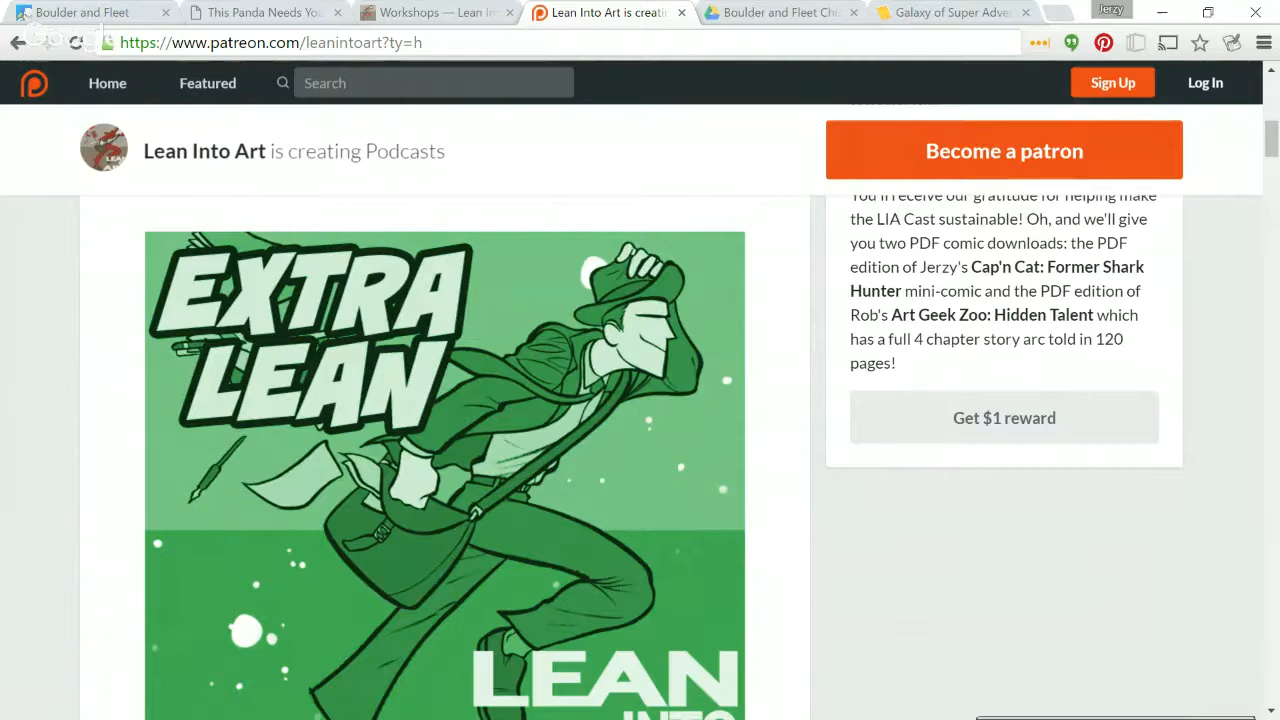 Boulder and Fleet
This Panda Needs You
Workshops — Lean Int
Lean Into Art is creati
Boulder and Fleet Chu
Galaxy of Super Adve
Jerzy
https://www.patreon.com/leanintoart?ty=h
Home
Featured
Search
Sign Up
Log In
Lean Into Art is creating Podcasts
Become a patron
You'll receive our gratitude for helping make
the LIA Cast sustainable! Oh, and we'll give
you two PDF comic downloads: the PDF
edition of Jerzy's Cap'n Cat: Former Shark
Hunter mini-comic and the PDF edition of
Rob's Art Geek Zoo: Hidden Talent which
has a full 4 chapter story arc told in 120
pages!
Get $1 reward
EXTRA
LEAN
LEAN
INTO